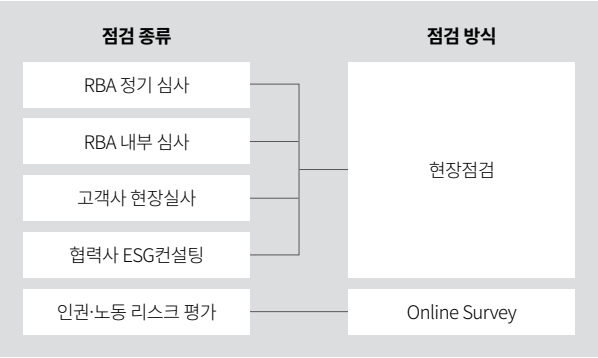 점검 종류
점검 방식
RBA 정기 심사
RBA 내부 심사
고객사 현장실사
협력사 ESG컨설팅
현장점검
인권·노동 리스크 평가
Online Survey